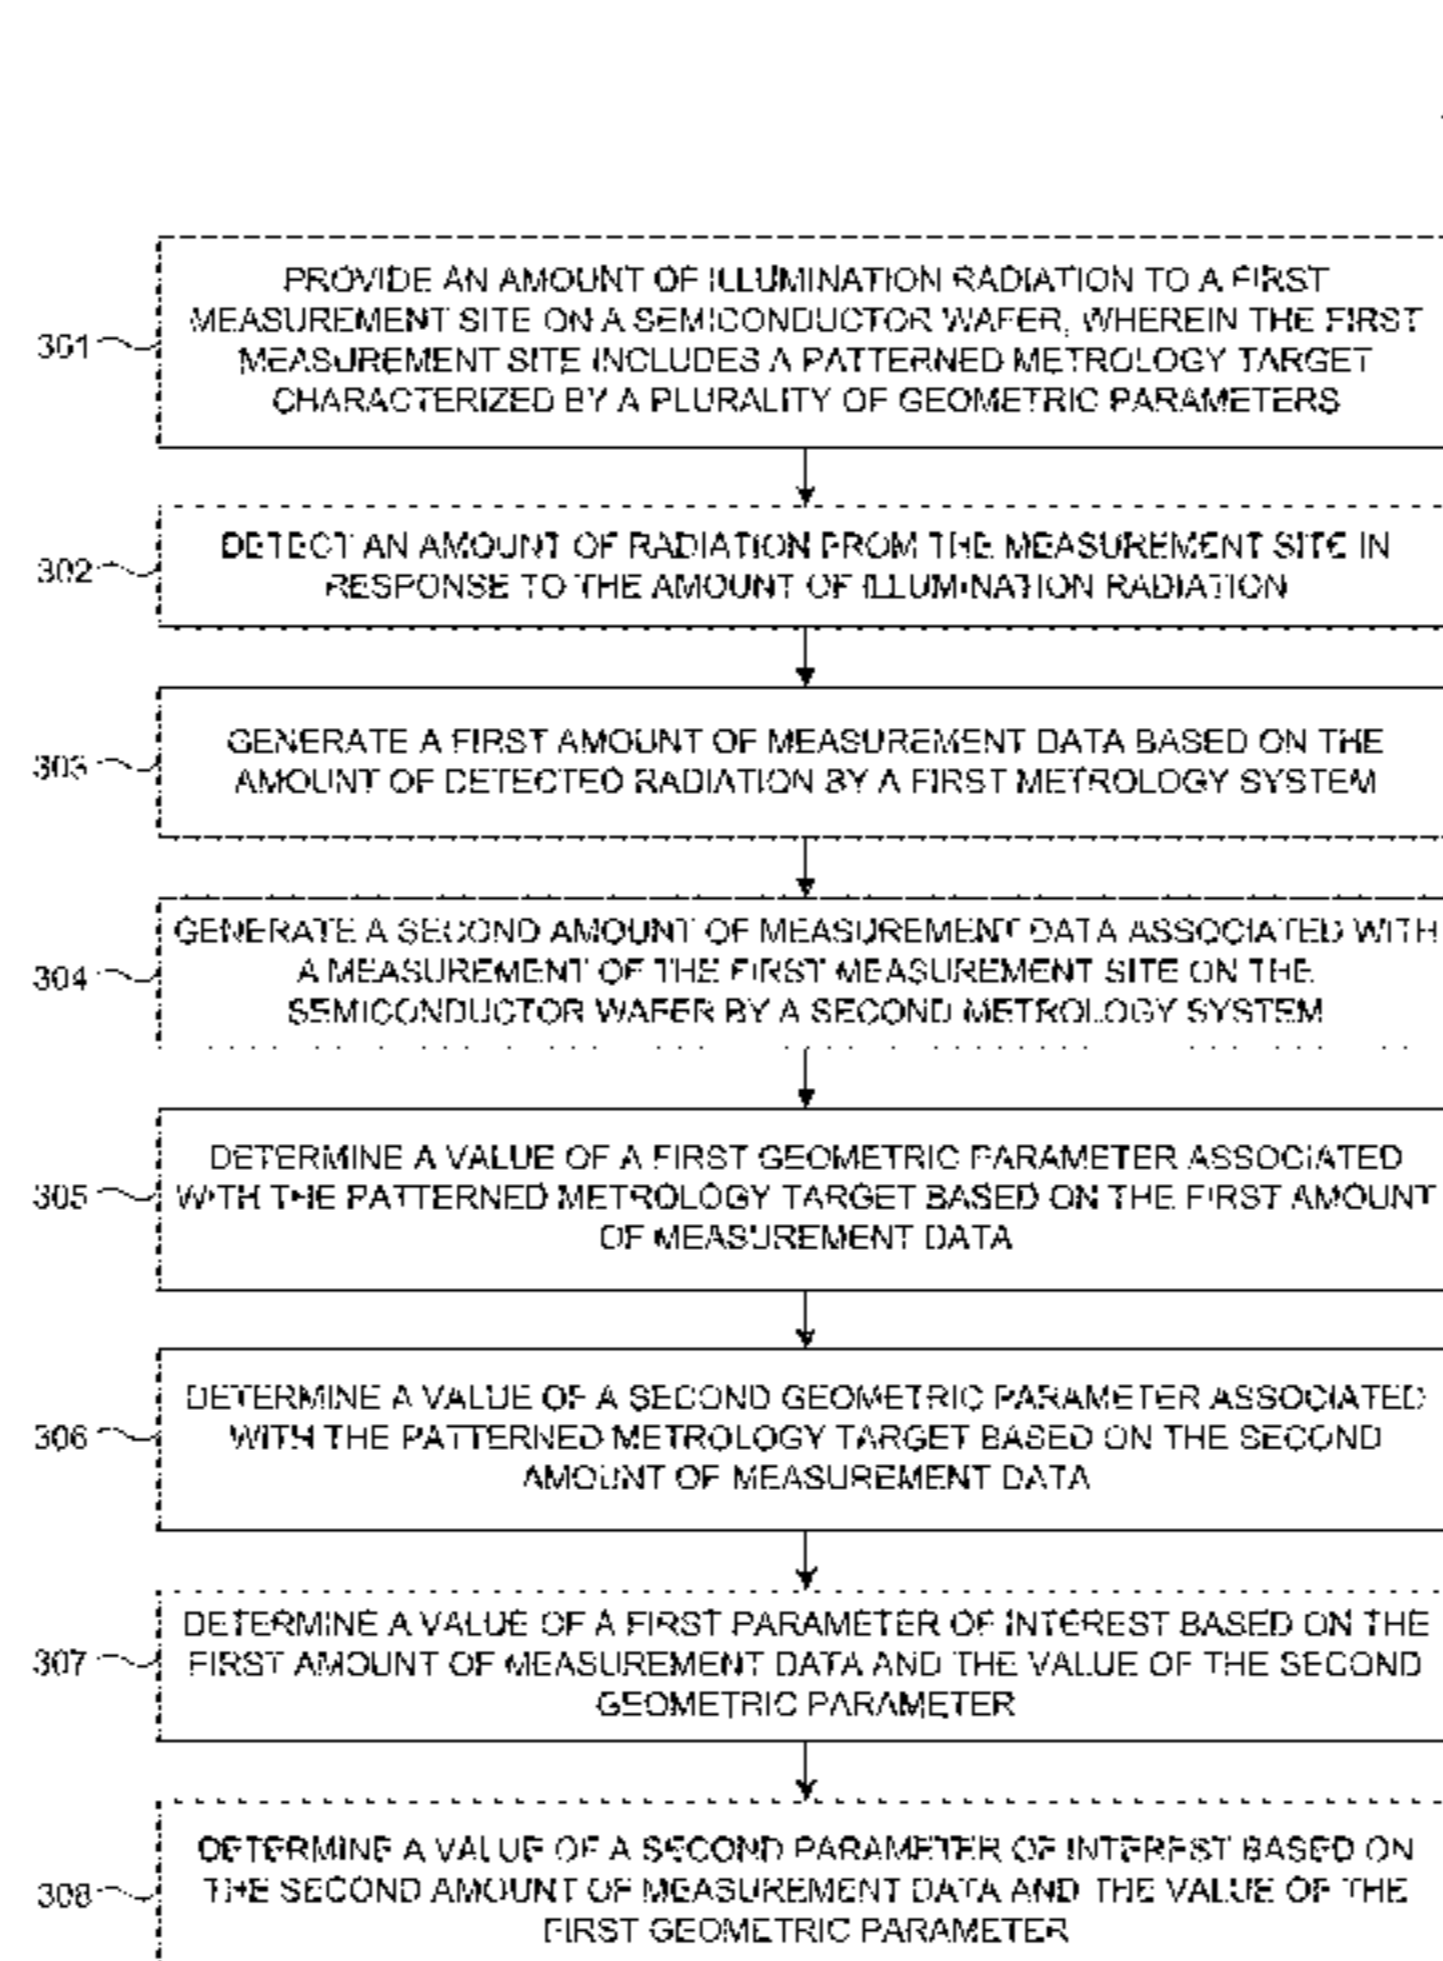 301
PROVIDE AN AMOUNT OF ILLUMINATION RADIATION TO A FIRST
MEASUREMENT SITE ON A SEMICONDUCTOR WAFER, WHEREIN THE FIRST
MEASUREMENT SITE INCLUDES A PATTERNED METROLOGY TARGET
CHARACTERIZED BY A PLURALITY OF GEOMETRIC PARAMETERS
302
DETECT AN AMOUNT OF RADIATION FROM THE MEASUREMENT SITE IN
RESPONSE TO THE AMOUNT OF ILLUMINATION RADIATION
303
GENERATE A FIRST AMOUNT OF MEASUREMENT DATA BASED ON THE
AMOUNT OF DETECTED RADIATION BY A FIRST METROLOGY SYSTEM
304
GENERATE A SECOND AMOUNT OF MEASUREMENT DATA ASSOCIATED WITH
A MEASUREMENT OF THE FIRST MEASUREMENT SITE ON THE
SEMICONDUCTOR WAFER BY A SECOND METROLOGY SYSTEM
305
DETERMINE A VALUE OF A FIRST GEOMETRIC PARAMETER ASSOCIATED
WITH THE PATTERNED METROLOGY TARGET BASED ON THE FIRST AMOUNT
OF MEASUREMENT DATA
306
DETERMINE A VALUE OF A SECOND GEOMETRIC PARAMETER ASSOCIATED
WITH THE PATTERNED METROLOGY TARGET BASED ON THE SECOND
AMOUNT OF MEASUREMENT DATA
307
DETERMINE A VALUE OF A FIRST PARAMETER OF INTEREST BASED ON THE
FIRST AMOUNT OF MEASUREMENT DATA AND THE VALUE OF THE SECOND
GEOMETRIC PARAMETER
308
DETERMINE A VALUE OF A SECOND PARAMETER OF INTEREST BASED ON
THE SECOND AMOUNT OF MEASUREMENT DATA AND THE VALUE OF THE
FIRST GEOMETRIC PARAMETER